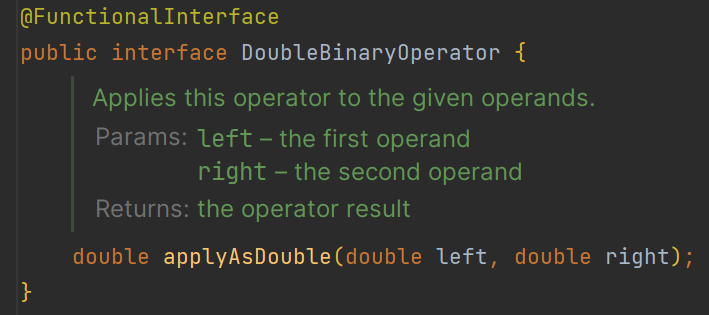 @FunctionalInterface
public interface DoubleBinaryOperator {
Applies this operator to the given operands.
Params: left – the first operand
right – the second operand
Returns: the operator result
double applyAsDouble(double left, double right);
}